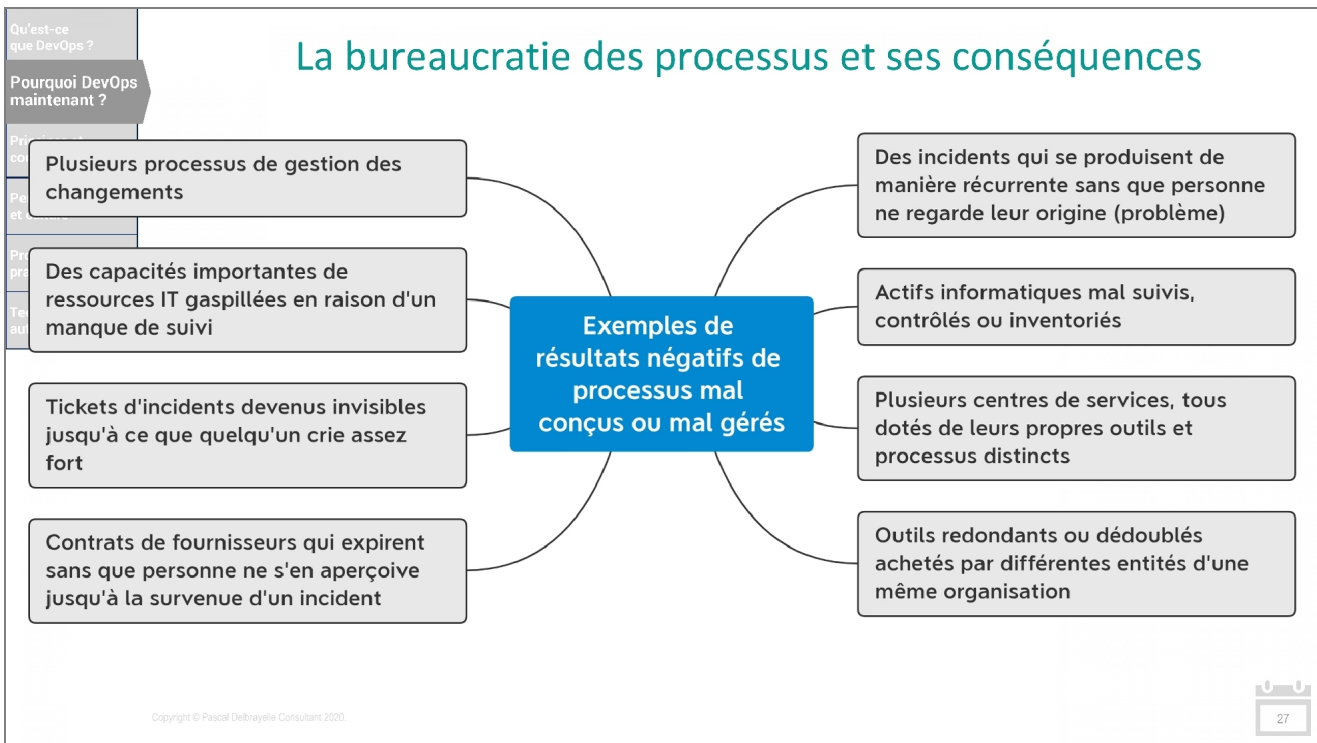 Qu'est-ce
que DevOps ?
Pourquoi DevOps
maintenant ?
La bureaucratie des processus et ses conséquences
Plusieurs processus de gestion des
changements
Des capacités importantes de
ressources IT gaspillées en raison d'un
manque de suivi
Tickets d'incidents devenus invisibles
jusqu'à ce que quelqu'un crie assez
fort
Contrats de fournisseurs qui expirent
sans que personne ne s'en aperçoive
jusqu'à la survenue d'un incident
Exemples de
résultats négatifs de
processus mal
conçus ou mal gérés
Des incidents qui se produisent de
manière récurrente sans que personne
ne regarde leur origine (problème)
Actifs informatiques mal suivis,
contrôlés ou inventoriés
Plusieurs centres de services, tous
dotés de leurs propres outils et
processus distincts
Outils redondants ou dédoublés
achetés par différentes entités d'une
même organisation
Copyright © Pascal Delbrayelle Consultant 2020.
27